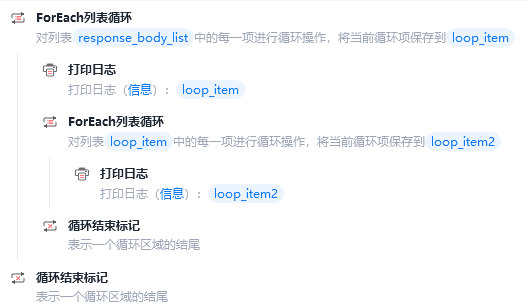 ForEach列表循环
对列表 response_body_list 中的每一项进行循环操作，将当前循环项保存到 loop_item
打印日志
打印日志（信息）： loop_item
ForEach列表循环
对列表 loop_item 中的每一项进行循环操作，将当前循环项保存到 loop_item2
打印日志
打印日志（信息）： loop_item2
循环结束标记
表示一个循环区域的结尾
循环结束标记
表示一个循环区域的结尾